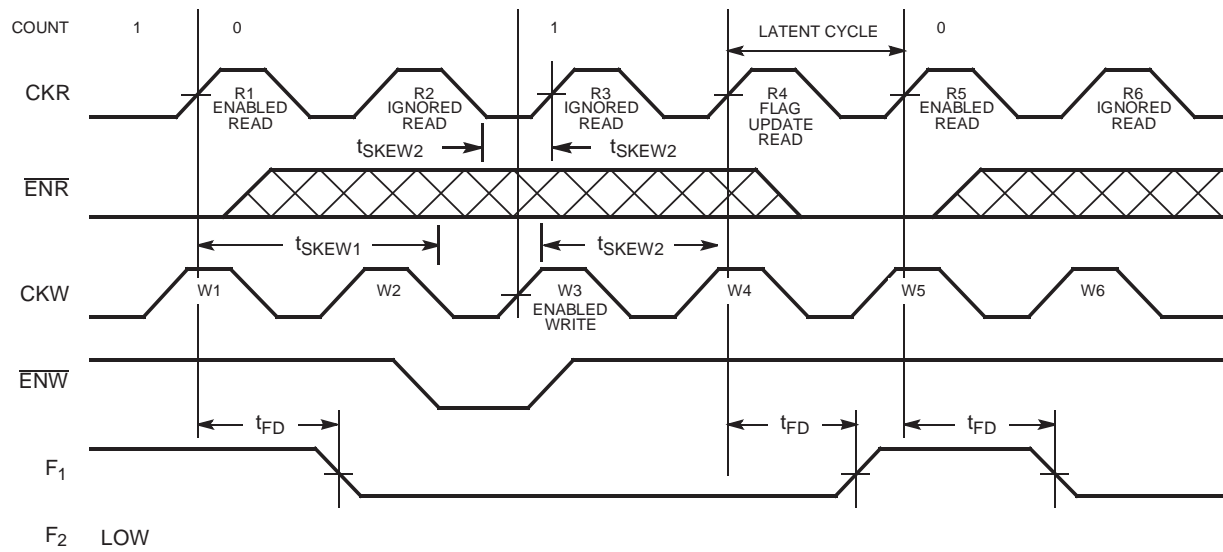 COUNT 1 0 1 LATENT CYCLE 0
CKR
R1 ENABLED READ
R2 IGNORED READ
R3 IGNORED READ
R4 FLAG UPDATE READ
R5 ENABLED READ
R6 IGNORED READ
tSKEW2 tSKEW2
ENR
tSKEW1 tSKEW2
CKW
W1 W2 W3 ENABLED WRITE W4 W5 W6
ENW
tFD tFD tFD
F1
F2 LOW